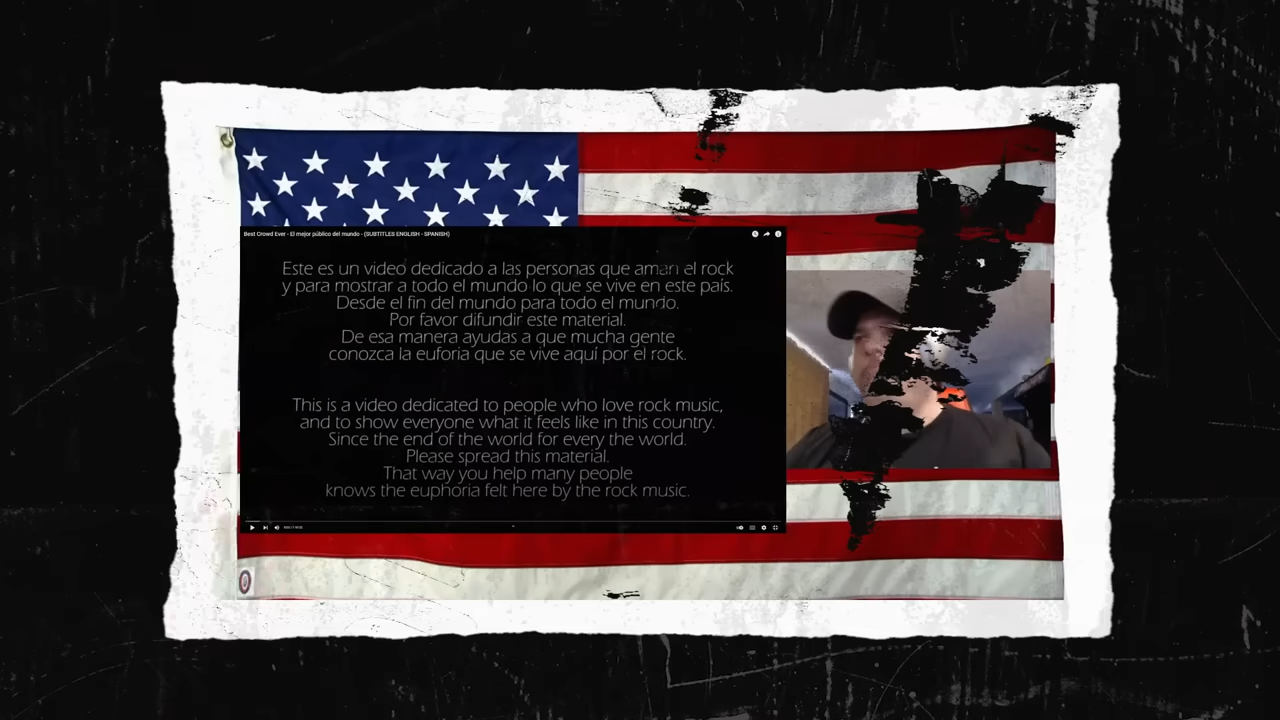 Best Crowd Ever - El mejor público del mundo - (SUBTITLES ENGLISH - SPANISH)
Este es un video dedicado a las personas que aman el rock
y para mostrar a todo el mundo lo que se vive en este país.
Desde el fin del mundo para todo el mundo.
Por favor difundir este material.
De esa manera ayudas a que mucha gente
conozca la euforia que se vive aquí por el rock.
This is a video dedicated to people who love rock music,
and to show everyone what it feels like in this country.
Since the end of the world for every the world.
Please spread this material.
That way you help many people
knows the euphoria felt here by the rock music.